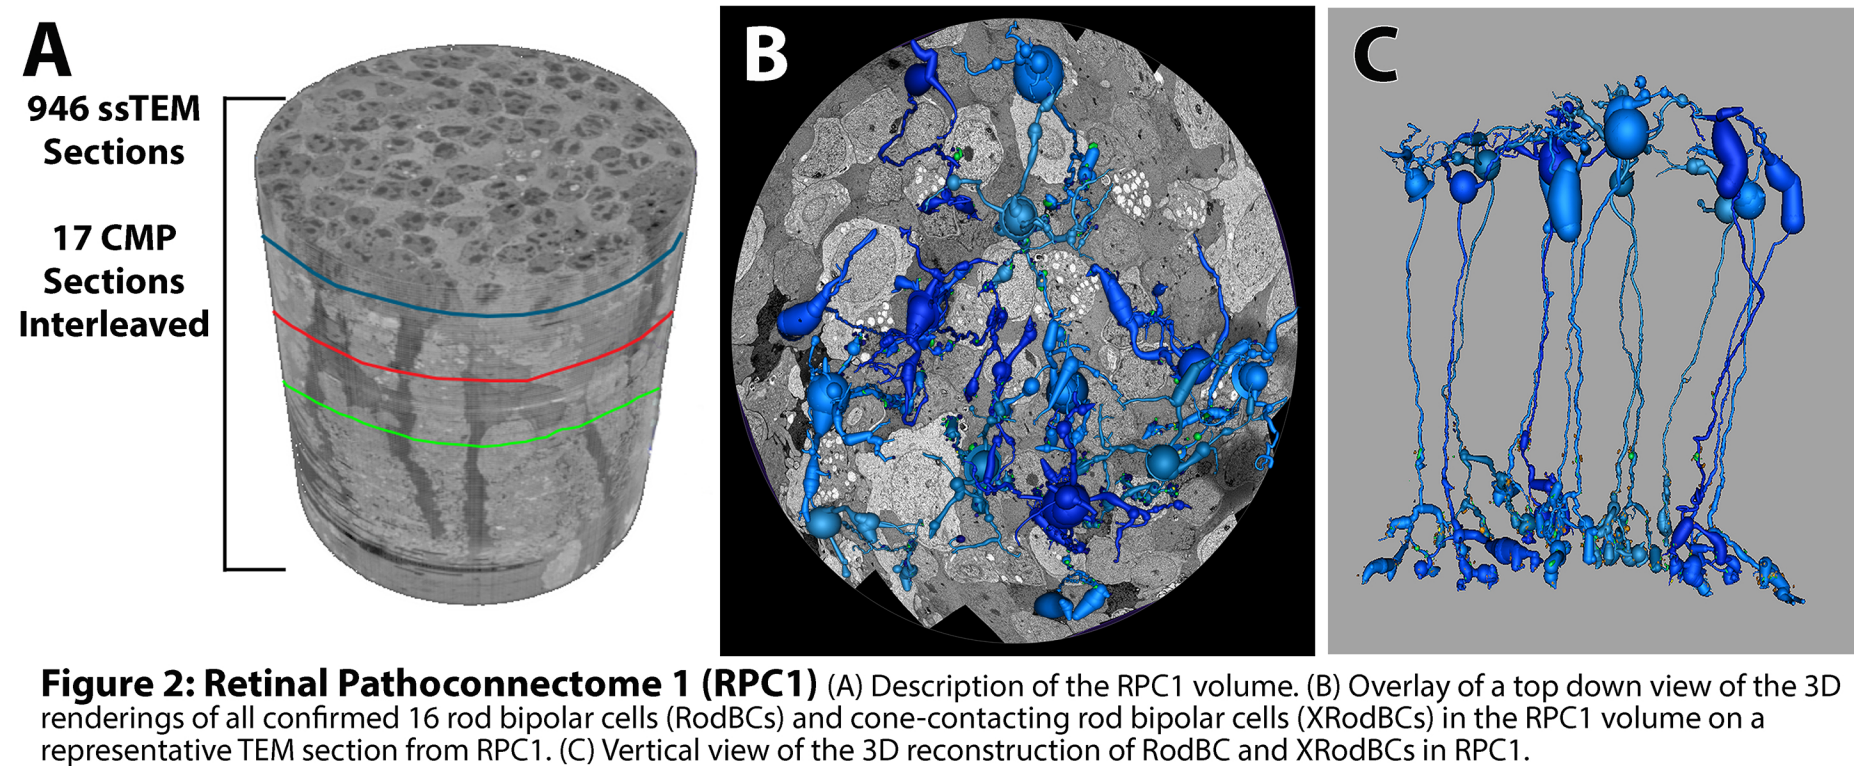 A
946 ssTEM
Sections
17 CMP
Sections
Interleaved
B
C
Figure 2: Retinal Pathoconnectome 1 (RPC1) (A) Description of the RPC1 volume. (B) Overlay of a top down view of the 3D
renderings of all confirmed 16 rod bipolar cells (RodBCs) and cone-contacting rod bipolar cells (XRodBCs) in the RPC1 volume on a
representative TEM section from RPC1. (C) Vertical view of the 3D reconstruction of RodBC and XRodBCs in RPC1.